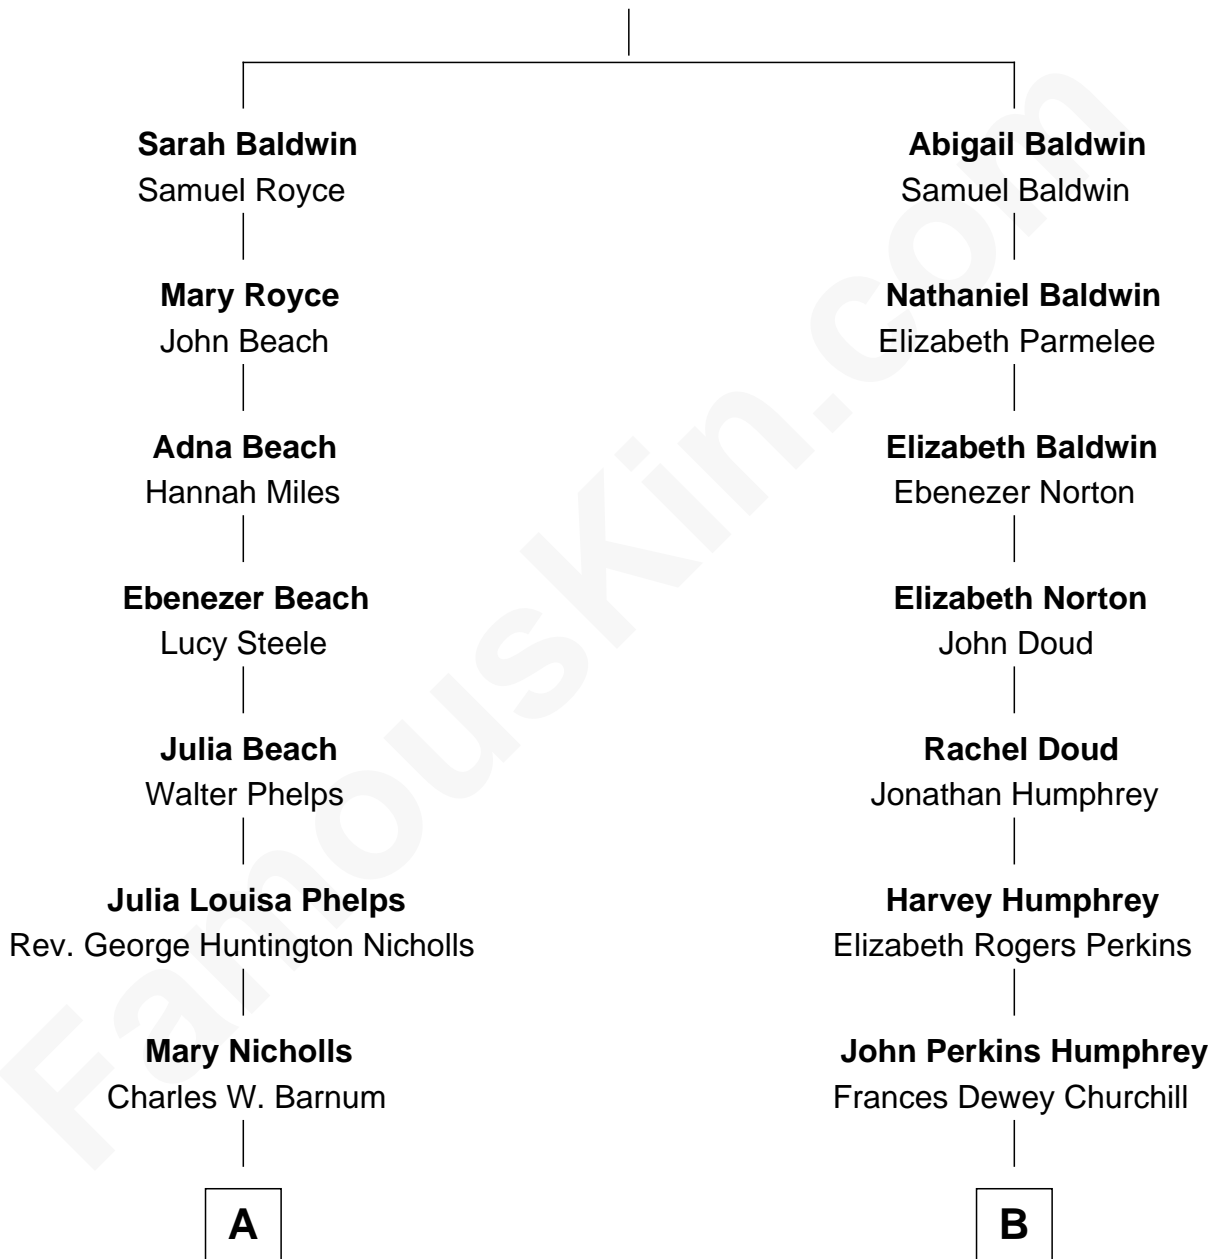 Sarah Baldwin
Samuel Royce
Abigail Baldwin
Samuel Baldwin
Mary Royce
John Beach
Nathaniel Baldwin
Elizabeth Parmelee
Adna Beach
Hannah Miles
Elizabeth Baldwin
Ebenezer Norton
Ebenezer Beach
Lucy Steele
Elizabeth Norton
John Doud
Julia Beach
Walter Phelps
Rachel Doud
Jonathan Humphrey
Julia Louisa Phelps
Rev. George Huntington Nicholls
Harvey Humphrey
Elizabeth Rogers Perkins
Mary Nicholls
Charles W. Barnum
John Perkins Humphrey
Frances Dewey Churchill
A
B
FamousKin.com